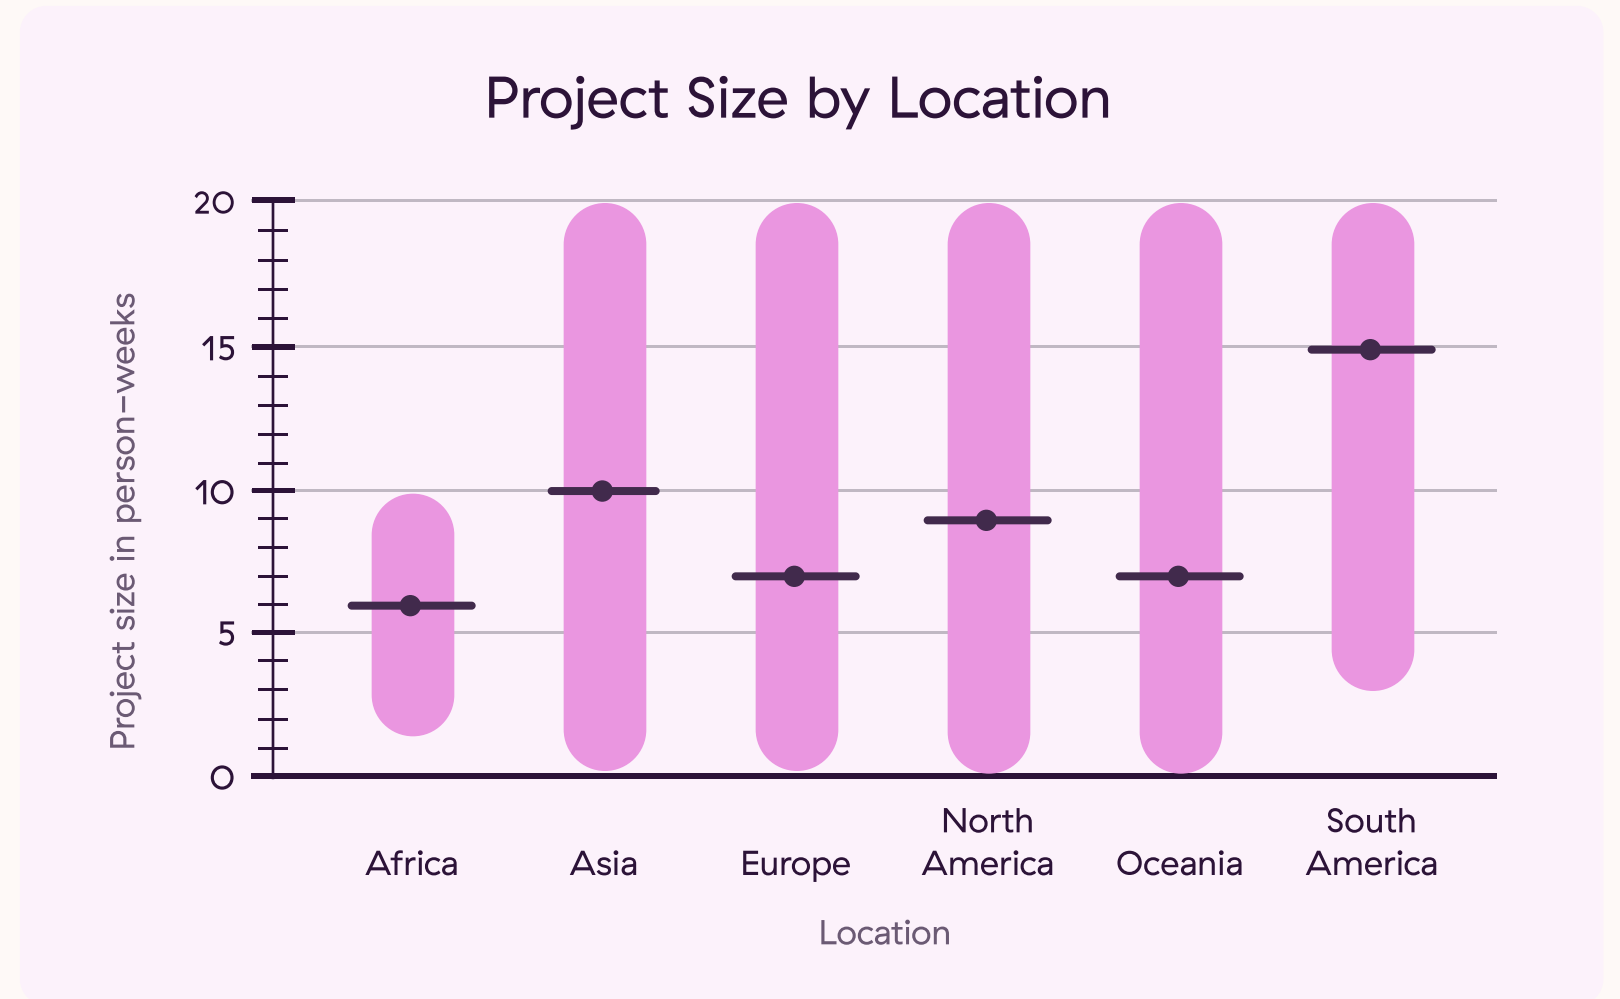 Project Size by Location
Project size in person-weeks
20
15
10
5
0
Africa
Asia
Europe
North
America
Oceania
South
America
Location